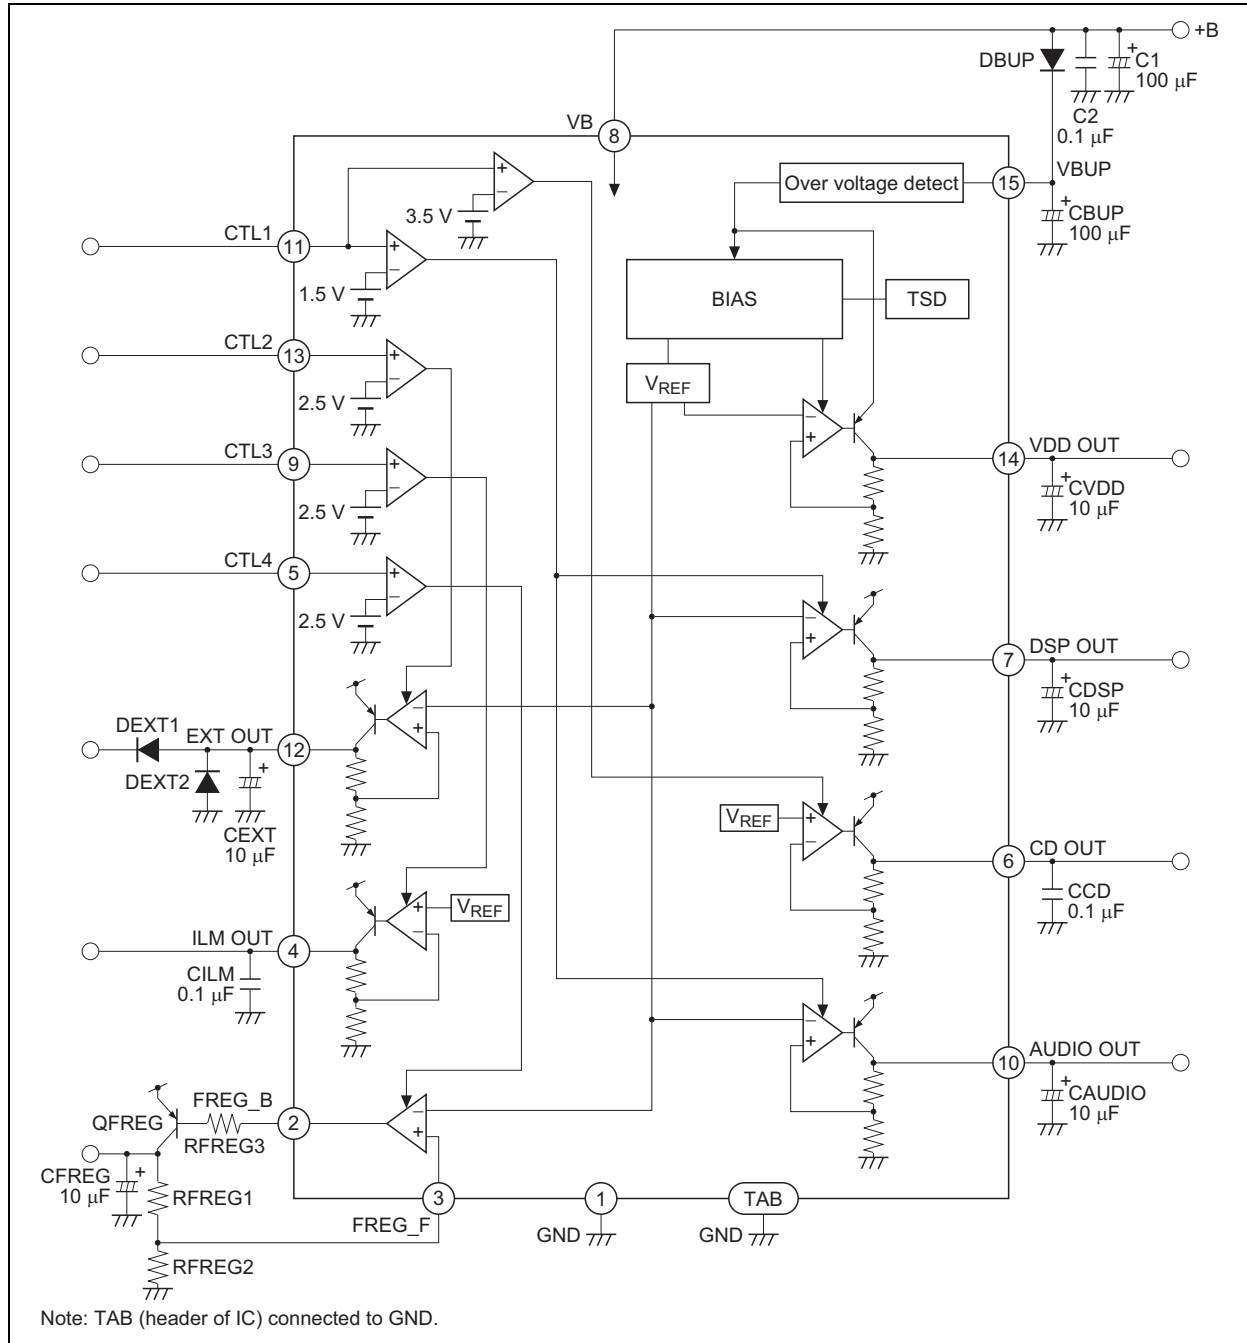 +B
DBUP
C1
100 µF
C2
0.1 µF
VB
8
VBUP
Over voltage detect
15
+
−
3.5 V
CBUP
100 µF
CTL1
11
+
−
1.5 V
BIAS
TSD
CTL2
13
+
−
2.5 V
VREF
−
+
CTL3
9
+
−
2.5 V
14
VDD OUT
CVDD
10 µF
CTL4
5
+
−
2.5 V
−
+
7
DSP OUT
CDSP
10 µF
DEXT1
EXT OUT
12
−
+
DEXT2
CEXT
10 µF
VREF
+
−
6
CD OUT
CCD
0.1 µF
ILM OUT
4
+
−
VREF
CILM
0.1 µF
−
+
10
AUDIO OUT
CAUDIO
10 µF
QFREG
FREG_B
RFREG3
2
−
+
CFREG
10 µF
RFREG1
3
FREG_F
1
GND
TAB
GND
RFREG2
Note: TAB (header of IC) connected to GND.